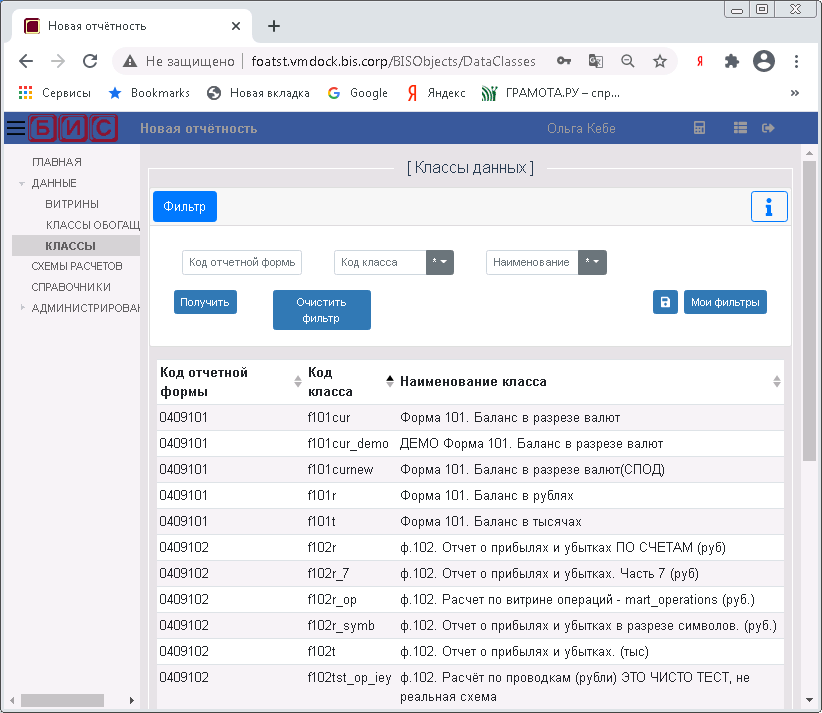 Новая отчётность
Не защищено
foatst.vmdock.bis.corp/BISObjects/DataClasses
Я
Сервисы
Bookmarks
Новая вкладка
Google
Я Яндекс
ГРАМОТА.РУ – спр...
»
БИС
Новая отчётность
Ольга Кебе
ГЛАВНАЯ
ДАННЫЕ
ВИТРИНЫ
КЛАССЫ ОБОГАЩ
КЛАССЫ
СХЕМЫ РАСЧЕТОВ
СПРАВОЧНИКИ
АДМИНИСТРИРОВАН
[ Классы данных ]
Фильтр
i
Код отчетной формы
Код класса
*
Наименование
*
Получить
Очистить
фильтр
Мои фильтры
Код отчетной
формы
Код
класса
Наименование класса
0409101 f101cur Форма 101. Баланс в разрезе валют
0409101 f101cur_demo ДЕМО Форма 101. Баланс в разрезе валют
0409101 f101curnew Форма 101. Баланс в разрезе валют(СПОД)
0409101 f101r Форма 101. Баланс в рублях
0409101 f101t Форма 101. Баланс в тысячах
0409102 f102r ф.102. Отчет о прибылях и убытках ПО СЧЕТАМ (руб)
0409102 f102r_7 ф.102. Отчет о прибылях и убытках. Часть 7 (руб)
0409102 f102r_op ф.102. Расчет по витрине операций - mart_operations (руб.)
0409102 f102r_symb ф.102. Отчет о прибылях и убытках в разрезе символов. (руб.)
0409102 f102t ф.102. Отчет о прибылях и убытках. (тыс)
0409102 f102tst_op_iey ф.102. Расчёт по проводкам (рубли) ЭТО ЧИСТО ТЕСТ, не
реальная схема